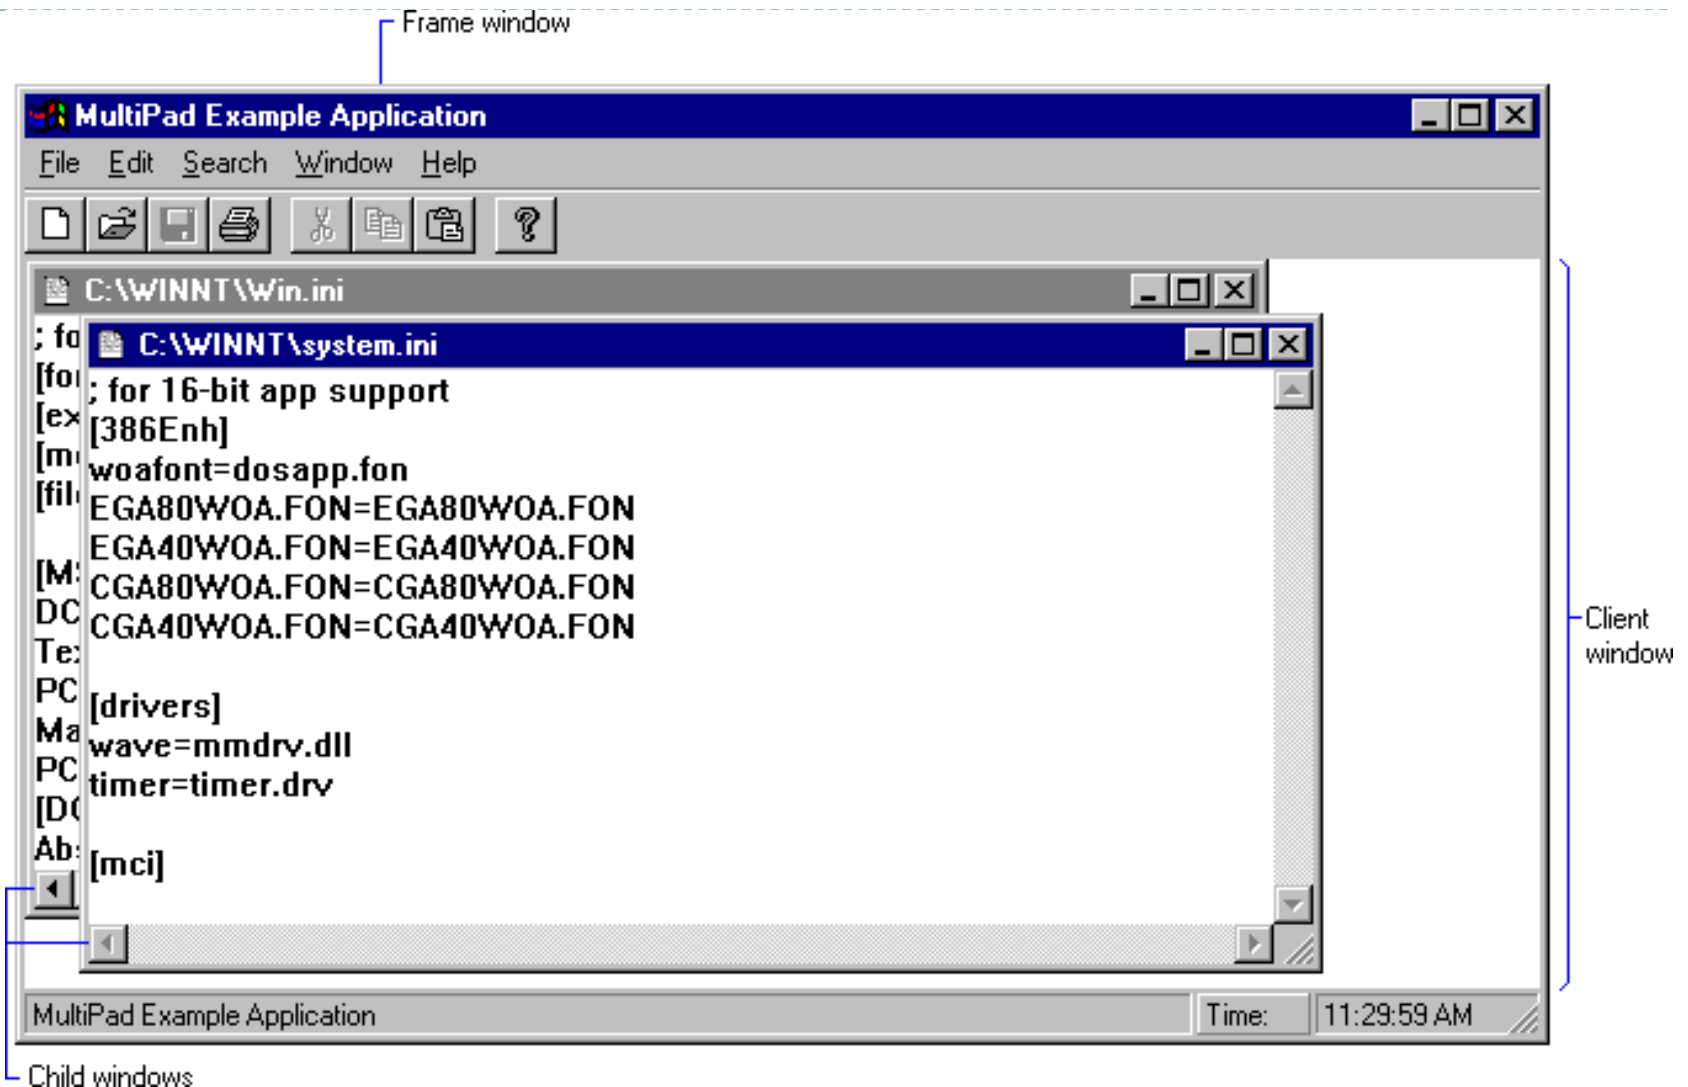 Frame window
MultiPad Example Application
File Edit Search Window Help
C:\WINNT\Win.ini
C:\WINNT\system.ini
; for 16-bit app support
[386Enh]
woafont=dosapp.fon
EGA80WOA.FON=EGA80WOA.FON
EGA40WOA.FON=EGA40WOA.FON
CGA80WOA.FON=CGA80WOA.FON
CGA40WOA.FON=CGA40WOA.FON
[drivers]
wave=mmdrv.dll
timer=timer.drv
[mci]
Client
window
MultiPad Example Application Time: 11:29:59 AM
Child windows